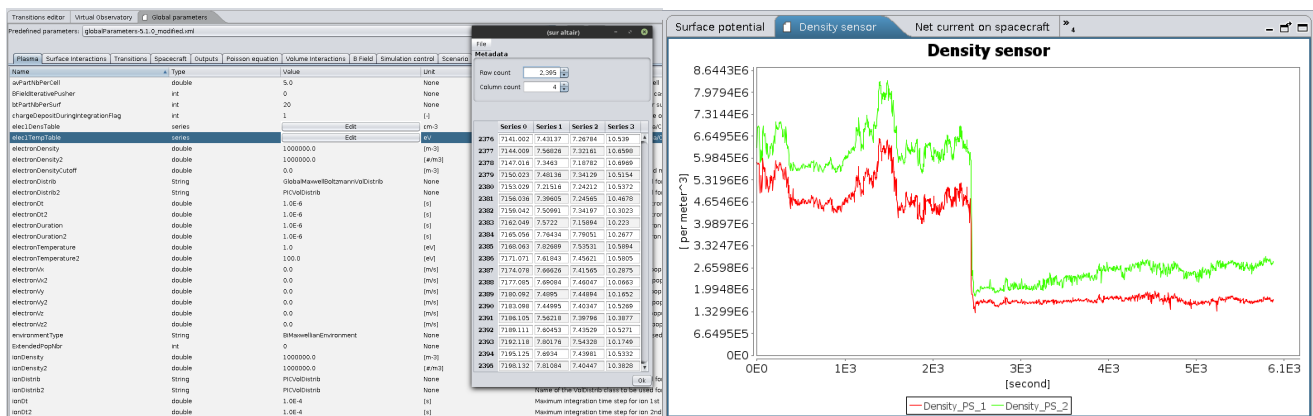 Transitions editor Virtual Observatory Global parameters
Predefined parameters: globalParameters-5.1.0_modified.xml
Plasma Surface Interactions Transitions Spacecraft Outputs Poisson equation Volume Interactions B Field Simulation control Scenario
Name Type Value Unit
avPartNbPerCell double 5.0 None
BFieldIterativePusher int 0 None
btPartNbPerSurf int 20 None
chargeDepositDuringIntegrationFlag int 1 [-]
elec1DensTable series Edit cm-3
elec1TempTable series Edit eV
electronDensity double 1000000.0 [m-3]
electronDensity2 double 1000000.0 [#/m3]
electronDensityCutoff double 0.0 [m-3]
electronDistrib String GlobalMaxwellBoltzmannVolDistrib None
electronDistrib2 String PICVolDistrib None
electronDt double 1.0E-6 [s]
electronDt2 double 1.0E-6 [s]
electronDuration double 1.0E-6 [s]
electronDuration2 double 1.0E-6 [s]
electronTemperature double 1.0 [eV]
electronTemperature2 double 100.0 [eV]
electronVx double 0.0 [m/s]
electronVx2 double 0.0 [m/s]
electronVy double 0.0 [m/s]
electronVy2 double 0.0 [m/s]
electronVz double 0.0 [m/s]
electronVz2 double 0.0 [m/s]
environmentType String BiMaxwellianEnvironment None
ExtendedPopNbr int 0 None
ionDensity double 1000000.0 [m-3]
ionDensity2 double 1000000.0 [#/m3]
ionDistrib String PICVolDistrib None
ionDistrib2 String PICVolDistrib None Name of the VolDistrib class to be used for
ionDt double 1.0E-4 [s] Maximum integration time step for ion 1st
ionDt2 double 1.0E-4 [s] Maximum integration time step for ion 2nd
(sur altair)
File
Metadata
Row count 2.395
Column count 4
Series 0 Series 1 Series 2 Series 3
2376 7141.002 7.43137 7.26784 10.539
2377 7144.009 7.56826 7.32161 10.6598
2378 7147.016 7.3463 7.18782 10.6969
2379 7150.023 7.48136 7.34129 10.5154
2380 7153.029 7.21516 7.24212 10.5372
2381 7156.036 7.39605 7.24565 10.4678
2382 7159.042 7.50991 7.34197 10.3023
2383 7162.049 7.5722 7.15894 10.223
2384 7165.056 7.76434 7.79051 10.2677
2385 7168.063 7.82689 7.53531 10.5894
2386 7171.071 7.61843 7.45621 10.5805
2387 7174.078 7.66626 7.41565 10.2875
2388 7177.085 7.69084 7.46047 10.0663
2389 7180.092 7.4895 7.44894 10.1652
2390 7183.098 7.44995 7.40347 10.5269
2391 7186.105 7.56218 7.39796 10.3877
2392 7189.111 7.60453 7.43529 10.5271
2393 7192.118 7.80176 7.54328 10.1749
2394 7195.125 7.6934 7.43981 10.5332
2395 7198.132 7.81084 7.40447 10.3828
Ok
Surface potential Density sensor Net current on spacecraft » 4
Density sensor
8.6443E6
7.9794E6
7.3144E6
6.6495E6
5.9845E6
5.3196E6
4.6546E6
3.9897E6
3.3247E6
2.6598E6
1.9948E6
1.3299E6
6.6495E5
0E0
[ per meter^3 ]
0E0 1E3 2E3 3E3 4E3 5E3 6.1E3
[second]
Density_PS_1 Density_PS_2